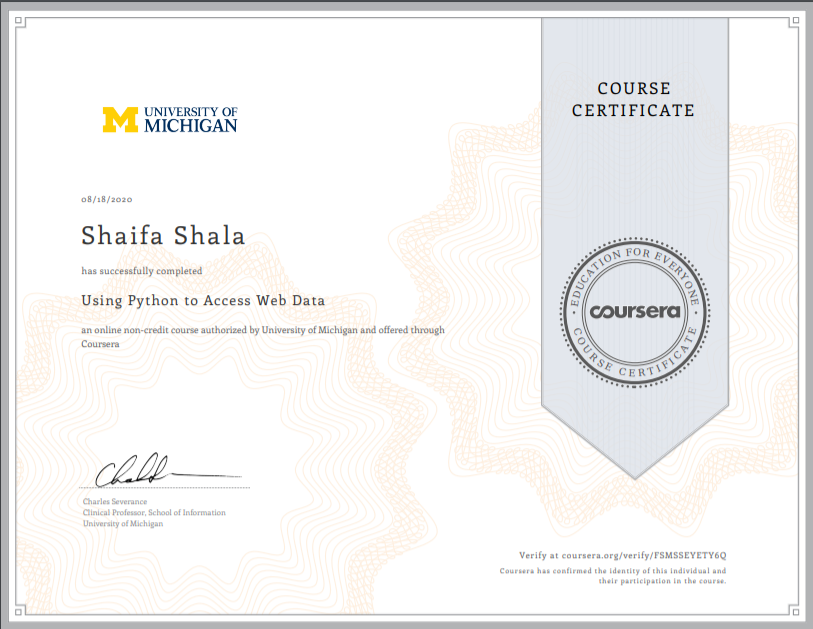 COURSE
CERTIFICATE
UNIVERSITY OF
MICHIGAN
08/18/2020
Shaifa Shala
has successfully completed
Using Python to Access Web Data
an online non-credit course authorized by University of Michigan and offered through
Coursera
EDUCATION FOR EVERYONE
coursera
COURSE CERTIFICATE
Charles Severance
Clinical Professor, School of Information
University of Michigan
Verify at coursera.org/verify/FSMSSEYETY6Q
Coursera has confirmed the identity of this individual and
their participation in the course.